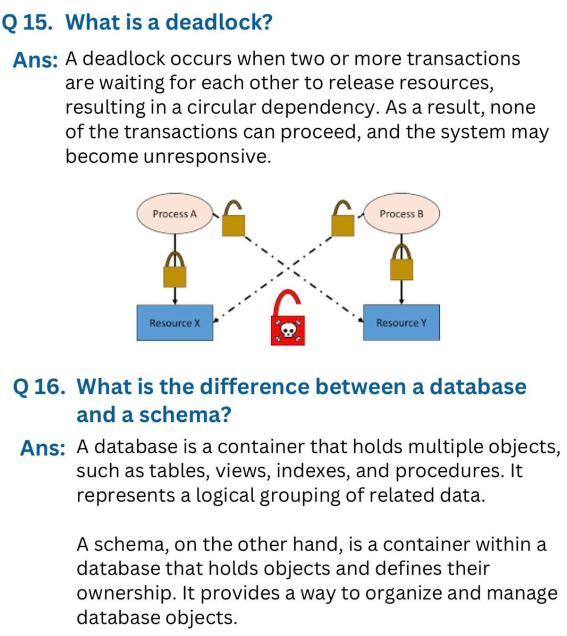 Q 15. What is a deadlock?
Ans: A deadlock occurs when two or more transactions
are waiting for each other to release resources,
resulting in a circular dependency. As a result, none
of the transactions can proceed, and the system may
become unresponsive.
Process A
Process B
Resource X
Resource Y
Q 16. What is the difference between a database
and a schema?
Ans: A database is a container that holds multiple objects,
such as tables, views, indexes, and procedures. It
represents a logical grouping of related data.
A schema, on the other hand, is a container within a
database that holds objects and defines their
ownership. It provides a way to organize and manage
database objects.